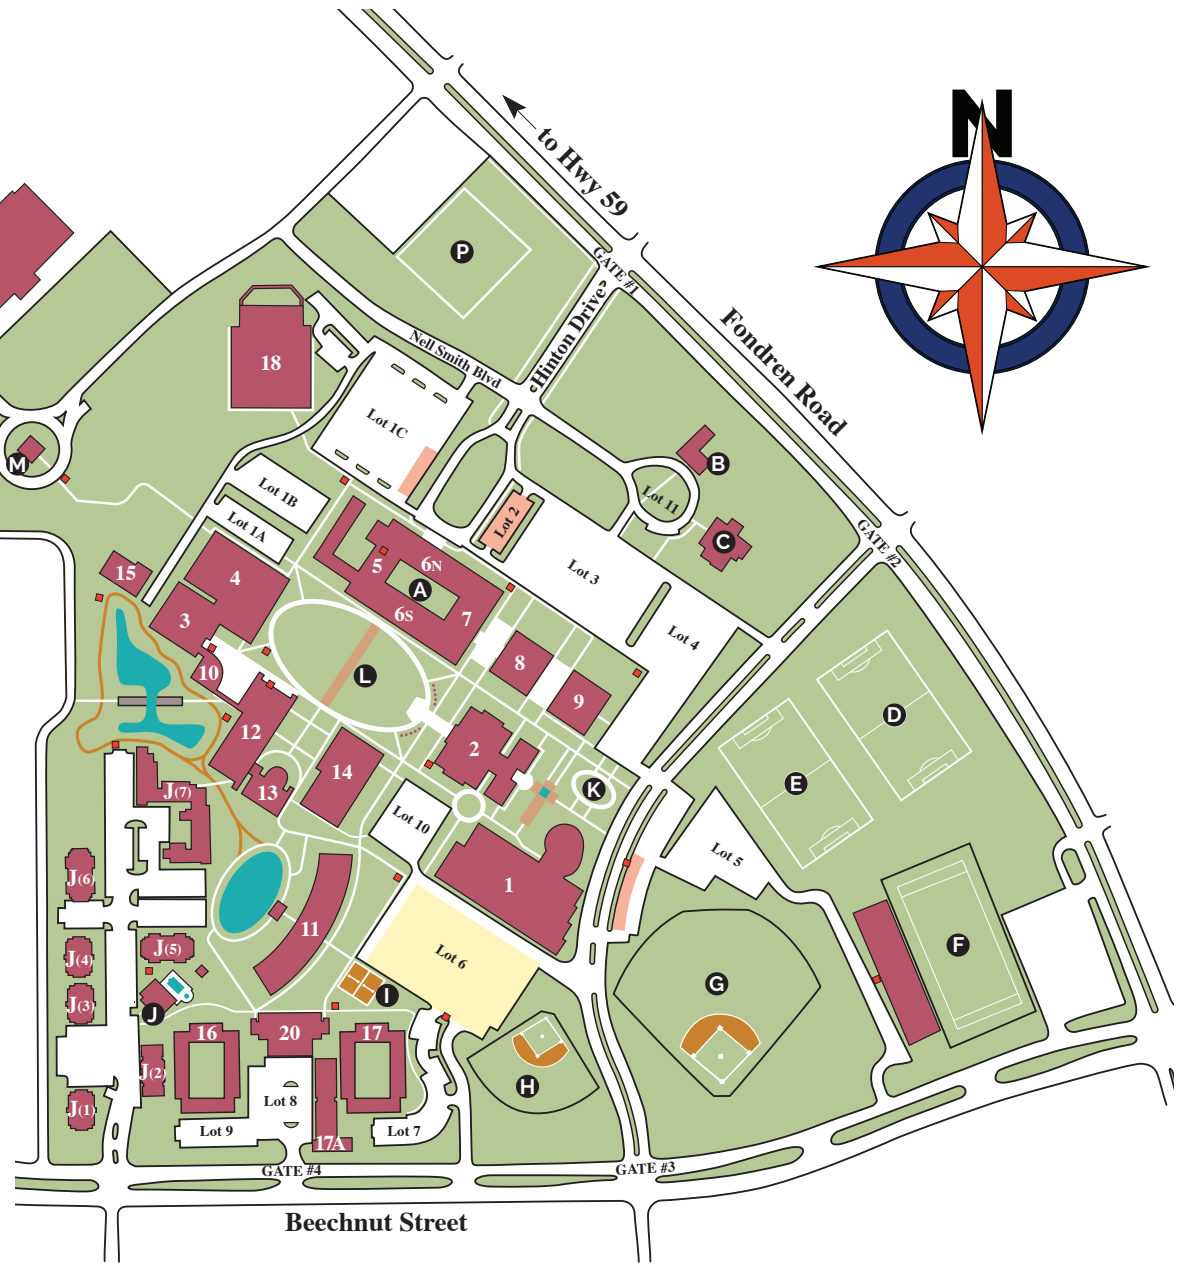 N
to Hwy 59
P
GATE #1
Hinton Drive
Fondren Road
Nell Smith Blvd
18
Lot 1C
M
B
Lot 1B
Lot 11
Lot 1A
Lot 2
C
GATE #2
15
4
5
6N
A
Lot 3
6S
7
3
Lot 4
10
L
8
9
D
12
2
14
13
J(7)
K
E
Lot 10
Lot 5
J(6)
1
11
F
J(5)
J(4)
Lot 6
G
I
J(3)
J
16
20
17
J(2)
H
J(1)
Lot 8
Lot 9
Lot 7
17A
GATE #4
GATE #3
Beechnut Street